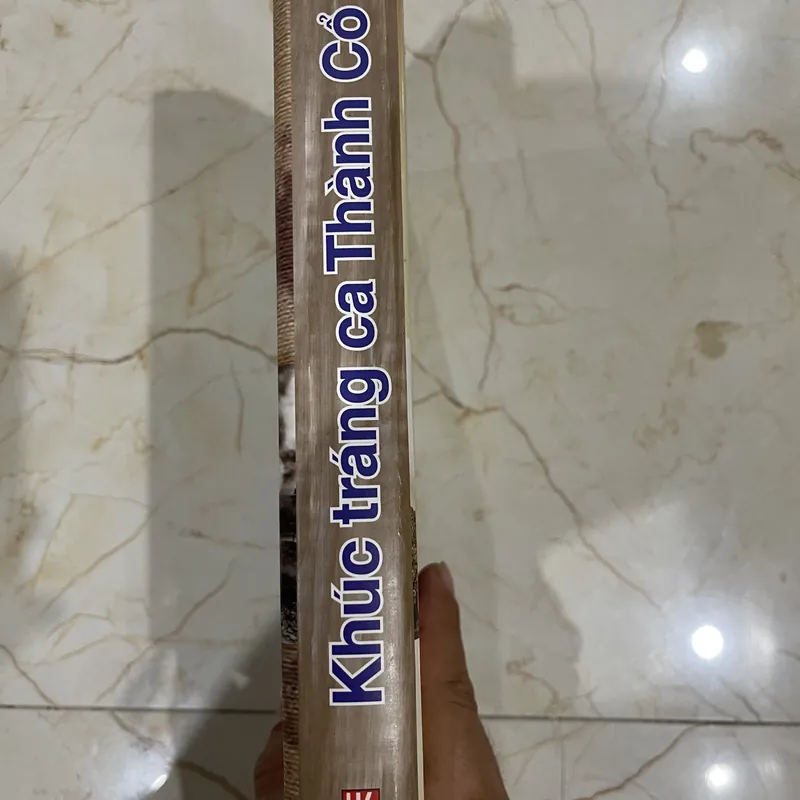 Khúc tráng ca Thành Cổ